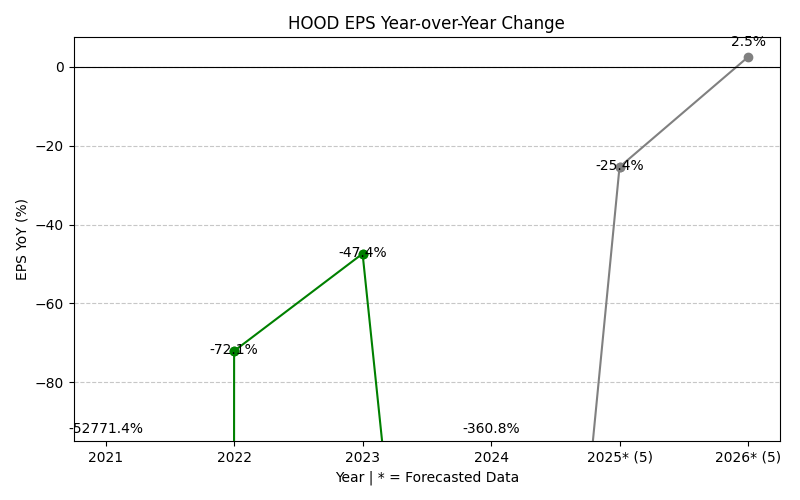 HOOD EPS Year-over-Year Change
2.5%
0
−20
-25.4%
−40
-47.4%
−60
-72.1%
−80
-52771.4%
-360.8%
EPS YoY (%)
2021 2022 2023 2024 2025* (5) 2026* (5)
Year | * = Forecasted Data